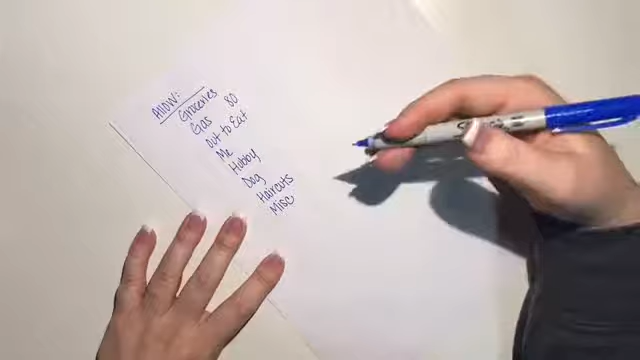 Allow:
Groceries
Gas 80
Out to Eat
Me
Hubby
Dog
Haircuts
Misc